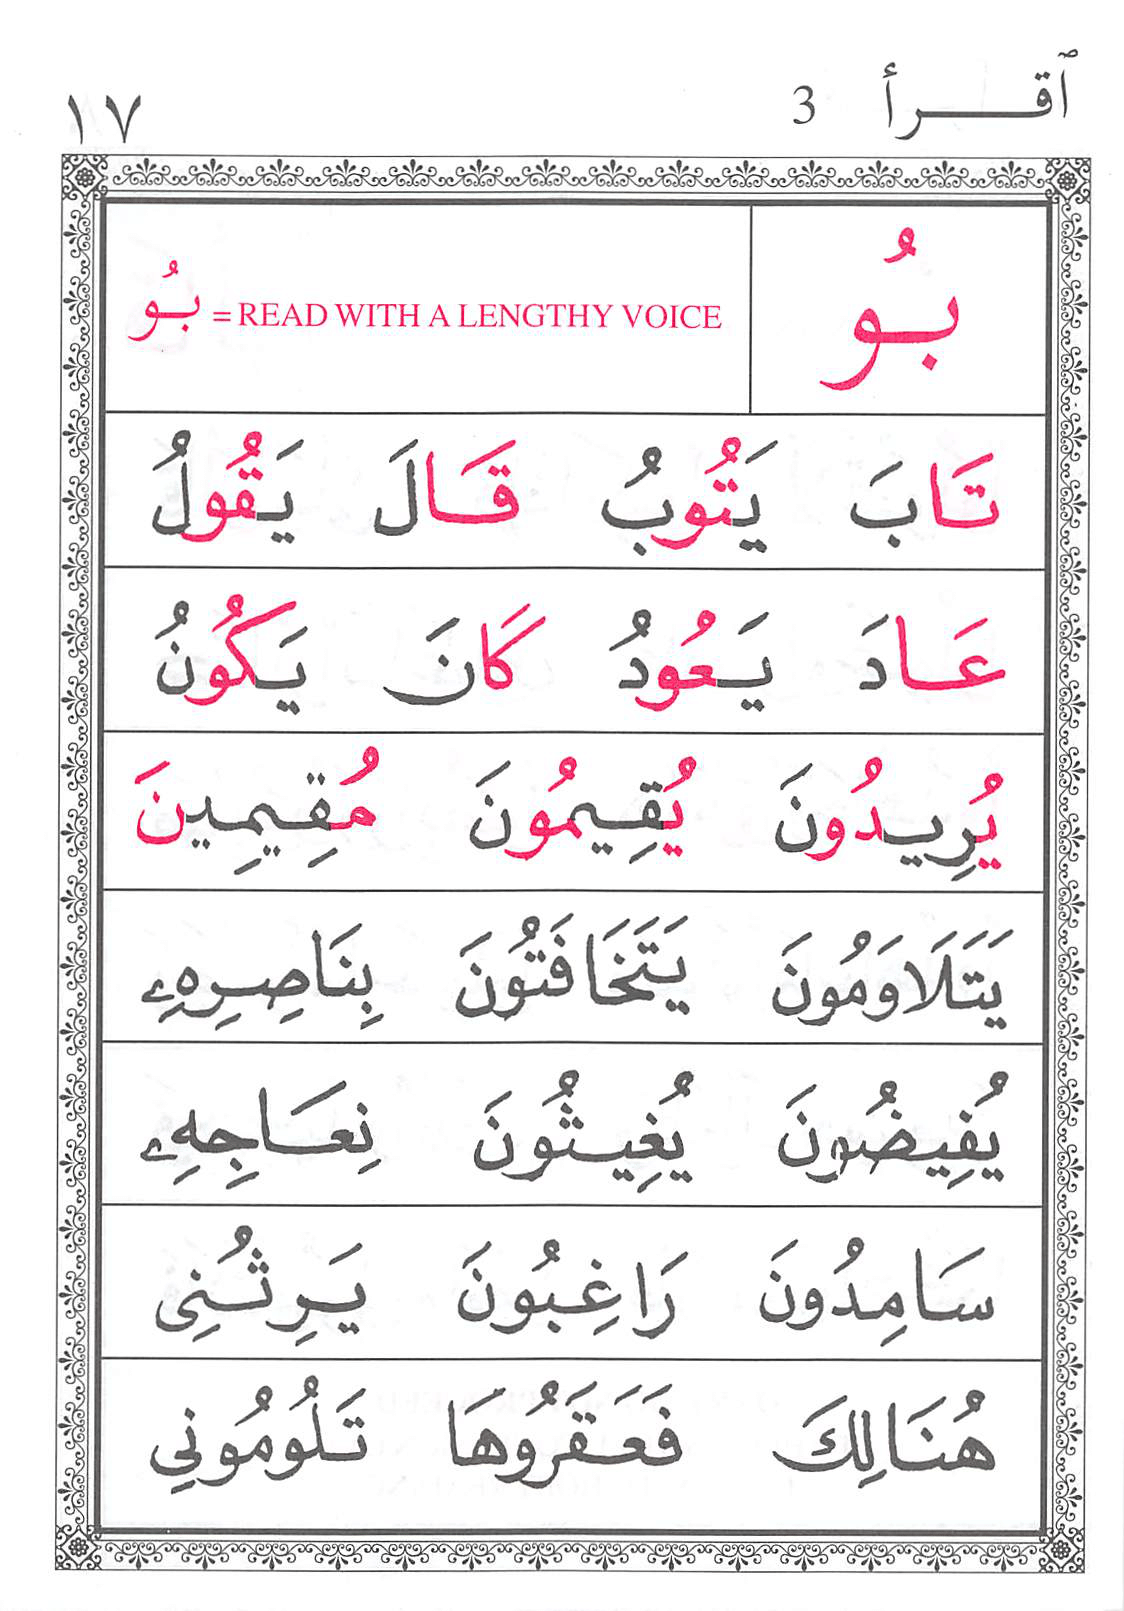 ٱقرأ 3 ١٧
بُو
بُو = READ WITH A LENGTHY VOICE
تَابَ يَتُوبُ قَالَ يَقُولُ
عَادَ يَعُودُ كَانَ يَكُونُ
يُرِيدُونَ يُقِيمُونَ مُقِيمِينَ
يَتَلَاوَمُونَ يَتَخَافَتُونَ بِنَاصِرِهِۦ
يُفِيضُونَ يُغِيثُونَ نِعَاجِهِۦ
سَامِدُونَ رَاغِبُونَ يَرِثُنِى
هُنَالِكَ فَعَقَرُوهَا تَلُومُونِي